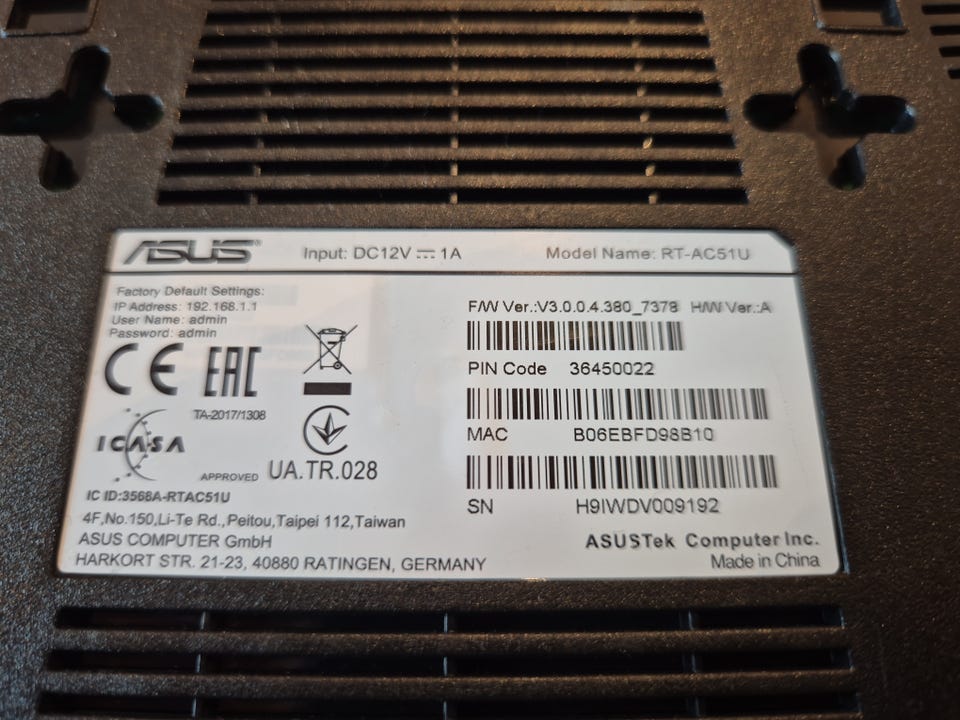 ASUS Input: DC12V ⎓ 1A Model Name: RT-AC51U
Factory Default Settings:
IP Address: 192.168.1.1
User Name: admin
Password: admin
F/W Ver.:V3.0.0.4.380_7378 H/W Ver.:A
PIN Code 36450022
CE EAC
TA-2017/1308
ICASA
APPROVED
UA.TR.028
MAC B06EBFD98B10
IC ID:3568A-RTAC51U
SN H9IWDV009192
4F,No.150,Li-Te Rd.,Peitou,Taipei 112,Taiwan
ASUS COMPUTER GmbH
HARKORT STR. 21-23, 40880 RATINGEN, GERMANY
ASUSTek Computer Inc.
Made in China